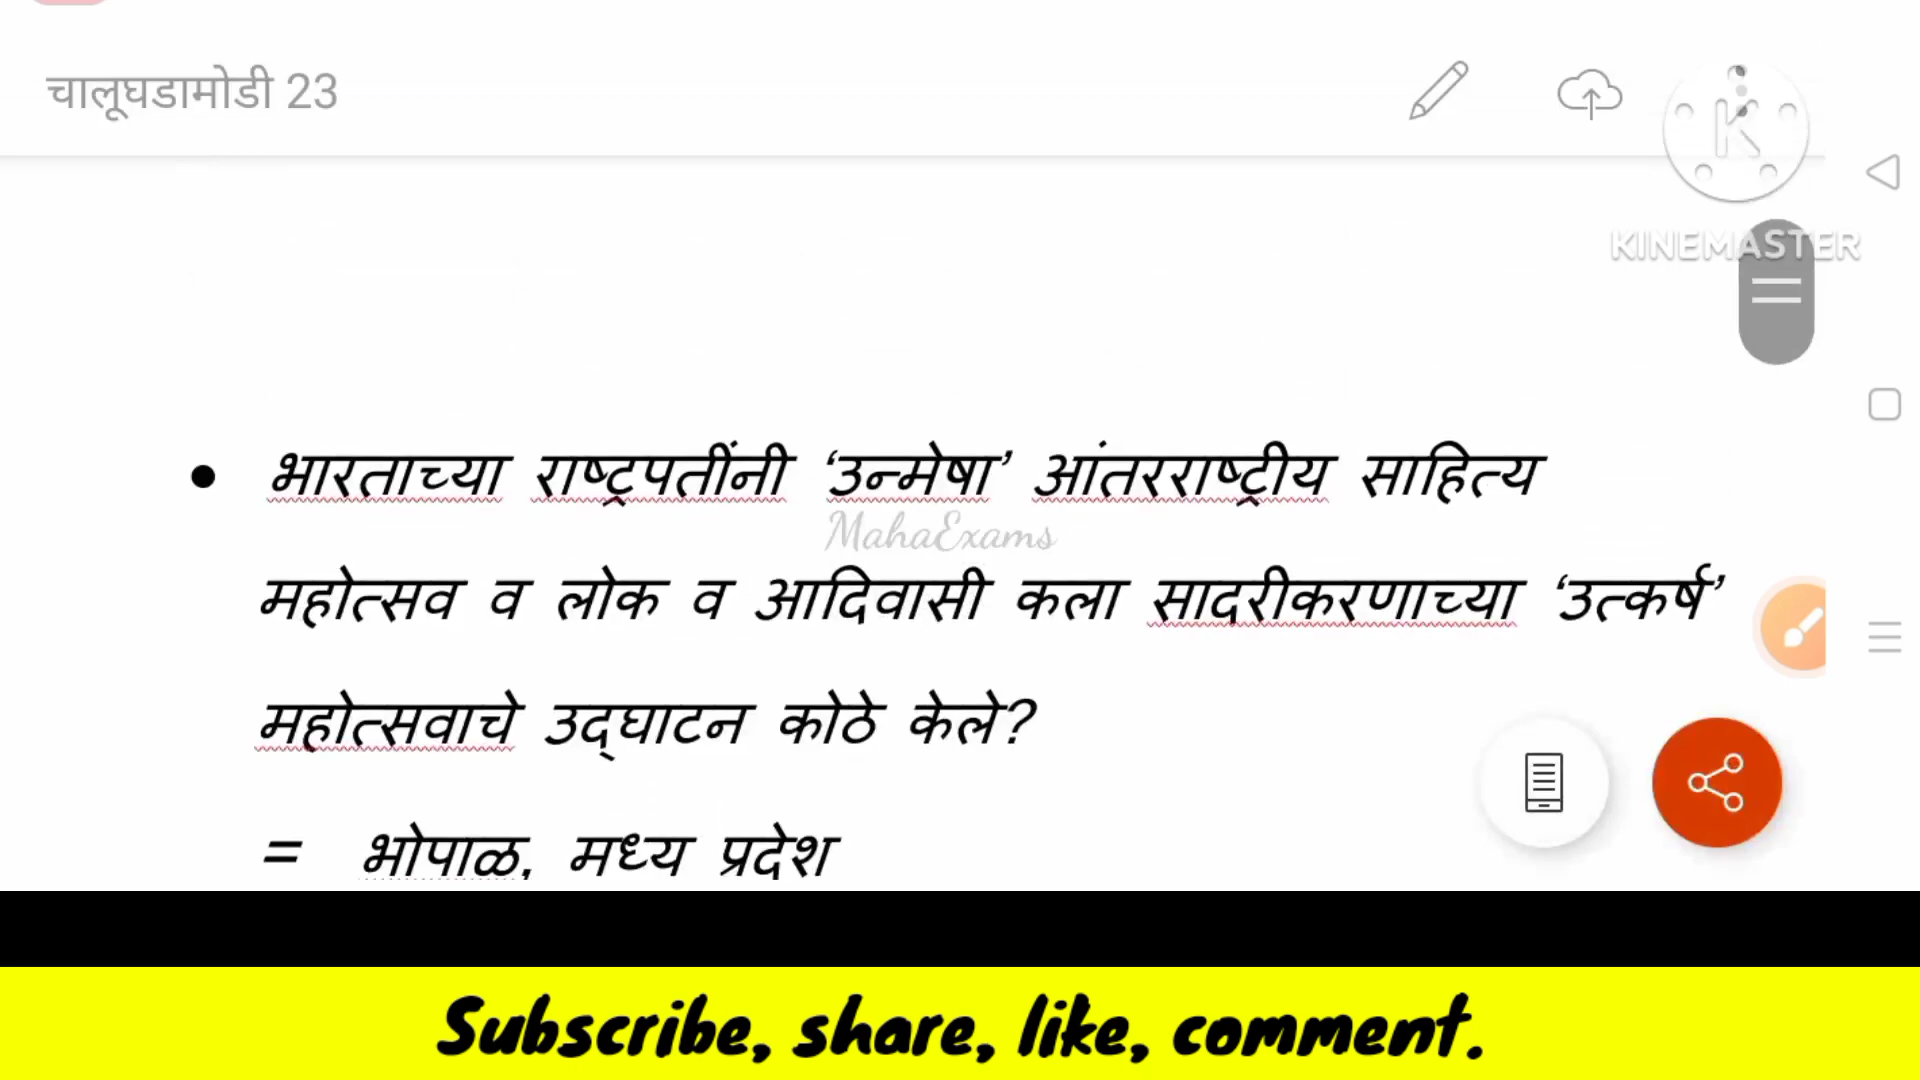 चालूघडामोडी 23
KINEMASTER
• भारताच्या राष्ट्रपतींनी ‘उन्मेषा’ आंतरराष्ट्रीय साहित्य
MahaExams
महोत्सव व लोक व आदिवासी कला सादरीकरणाच्या ‘उत्कर्ष’
महोत्सवाचे उद्‌घाटन कोठे केले?
= भोपाळ, मध्य प्रदेश
Subscribe, share, like, comment.